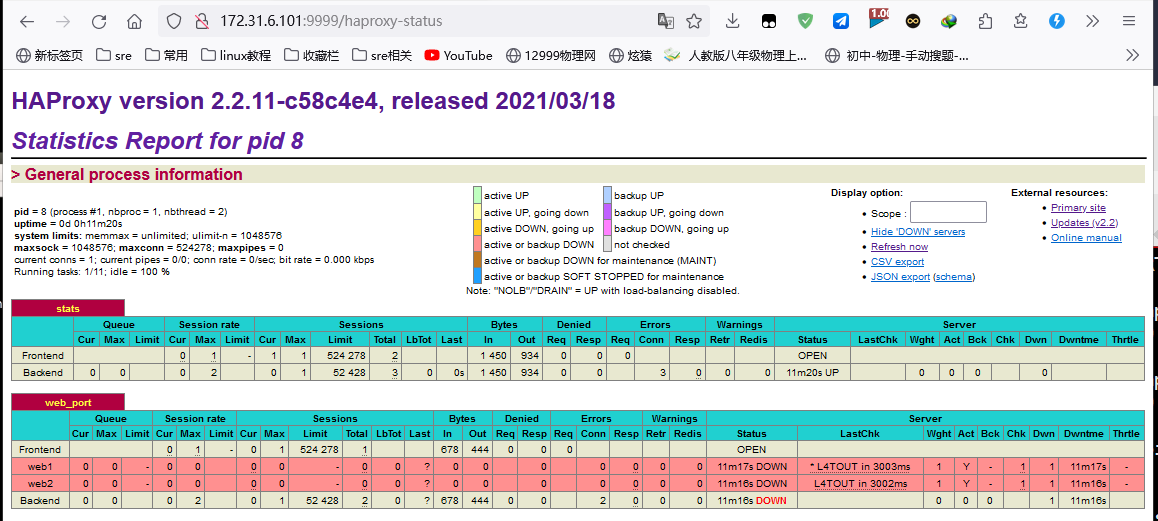 172.31.6.101:9999/haproxy-status
1.00
新标签页 sre 常用 linux教程 收藏栏 sre相关 YouTube 12999物理网 炫猿 人教版八年级物理上... 初中-物理-手动搜题-...
HAProxy version 2.2.11-c58c4e4, released 2021/03/18
Statistics Report for pid 8
> General process information
pid = 8 (process #1, nbproc = 1, nbthread = 2)
uptime = 0d 0h11m20s
system limits: memmax = unlimited; ulimit-n = 1048576
maxsock = 1048576; maxconn = 524278; maxpipes = 0
current conns = 1; current pipes = 0/0; conn rate = 0/sec; bit rate = 0.000 kbps
Running tasks: 1/11; idle = 100 %
active UP backup UP
active UP, going down backup UP, going down
active DOWN, going up backup DOWN, going up
active or backup DOWN not checked
active or backup DOWN for maintenance (MAINT)
active or backup SOFT STOPPED for maintenance
Note: "NOLB"/"DRAIN" = UP with load-balancing disabled.
Display option:
Scope :
Hide 'DOWN' servers
Refresh now
CSV export
JSON export (schema)
External resources:
Primary site
Updates (v2.2)
Online manual
stats
Queue Session rate Sessions Bytes Denied Errors Warnings Server
Cur Max Limit Cur Max Limit Cur Max Limit Total LbTot Last In Out Req Resp Req Conn Resp Retr Redis Status LastChk Wght Act Bck Chk Dwn Dwntme Thrtle
Frontend 0 1 - 1 1 524 278 2 1 450 934 0 0 0 OPEN
Backend 0 0 0 2 0 1 52 428 3 0 0s 1 450 934 0 0 3 0 0 0 11m20s UP 0 0 0 0
web_port
Queue Session rate Sessions Bytes Denied Errors Warnings Server
Cur Max Limit Cur Max Limit Cur Max Limit Total LbTot Last In Out Req Resp Req Conn Resp Retr Redis Status LastChk Wght Act Bck Chk Dwn Dwntme Thrtle
Frontend 0 1 - 0 1 524 278 1 678 444 0 0 0 OPEN
web1 0 0 - 0 0 0 0 - 0 0 ? 0 0 0 0 0 0 0 11m17s DOWN * L4TOUT in 3003ms 1 Y - 1 1 11m17s -
web2 0 0 - 0 0 0 0 - 0 0 ? 0 0 0 0 0 0 0 11m16s DOWN L4TOUT in 3002ms 1 Y - 1 1 11m16s -
Backend 0 0 0 2 0 1 52 428 2 0 ? 678 444 0 0 2 0 0 0 11m16s DOWN 0 0 0 1 11m16s